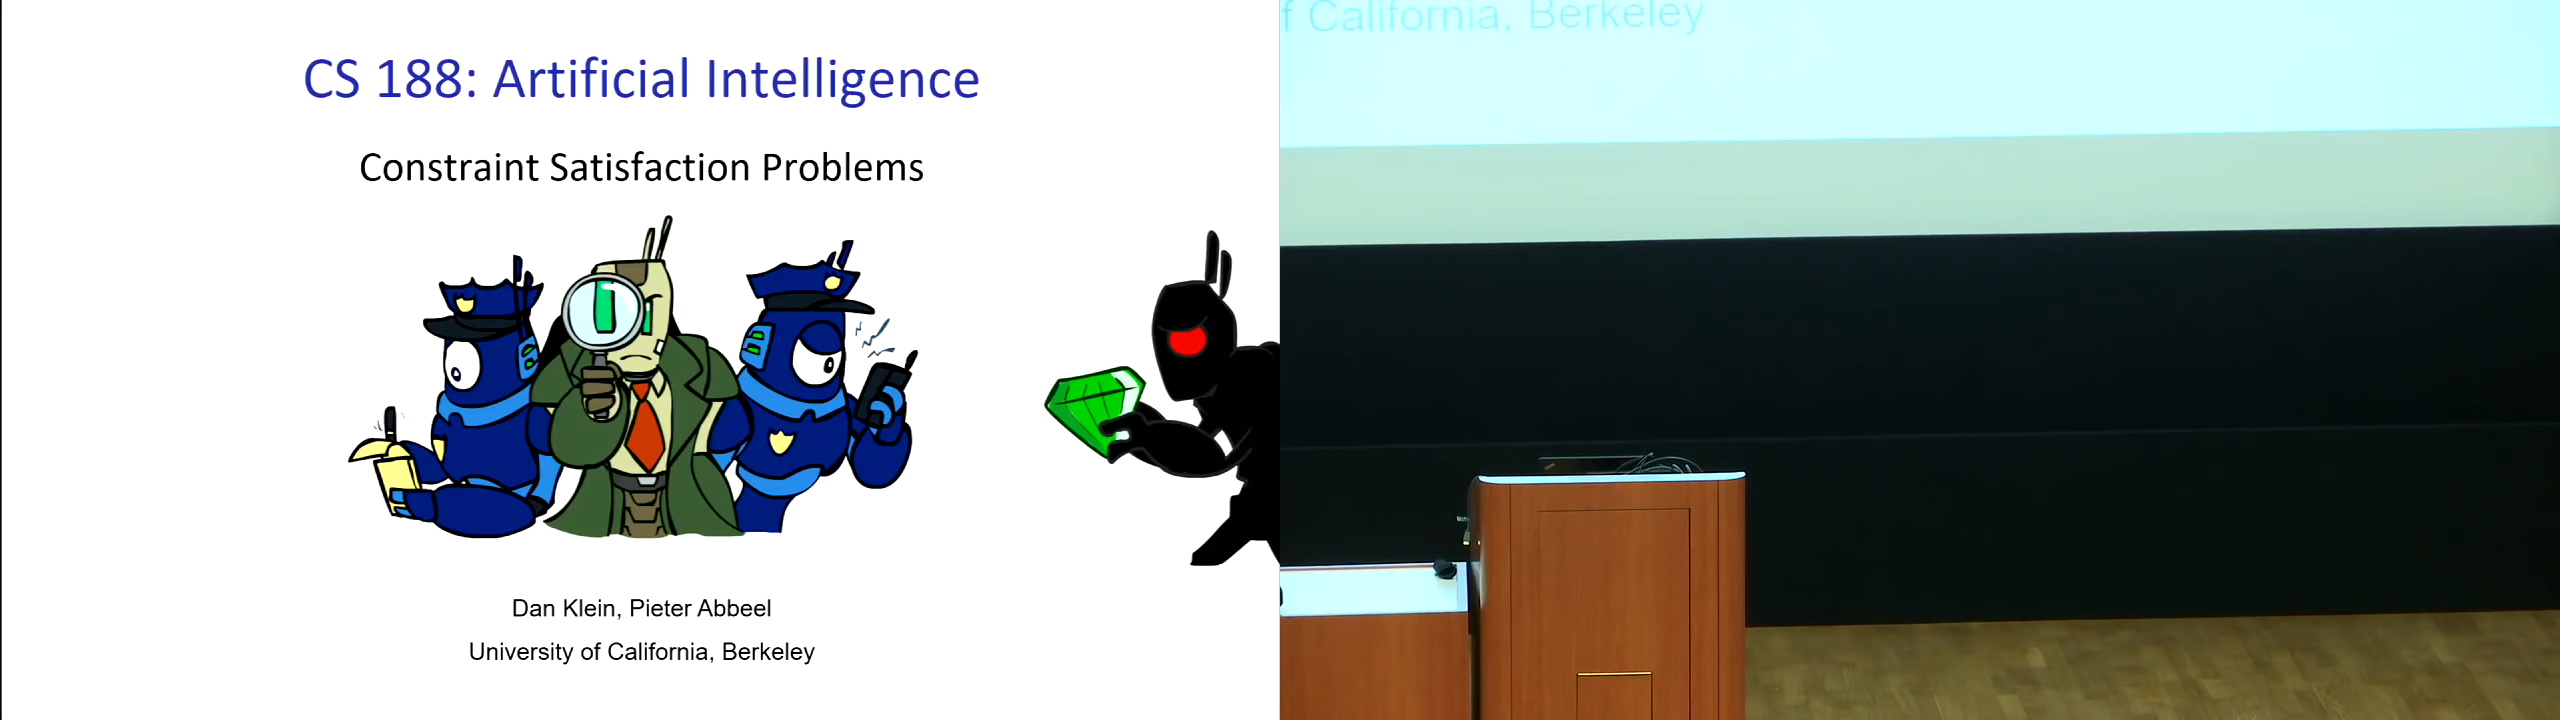 CS 188: Artificial Intelligence
Constraint Satisfaction Problems
Dan Klein, Pieter Abbeel
University of California, Berkeley
f California, Berkeley